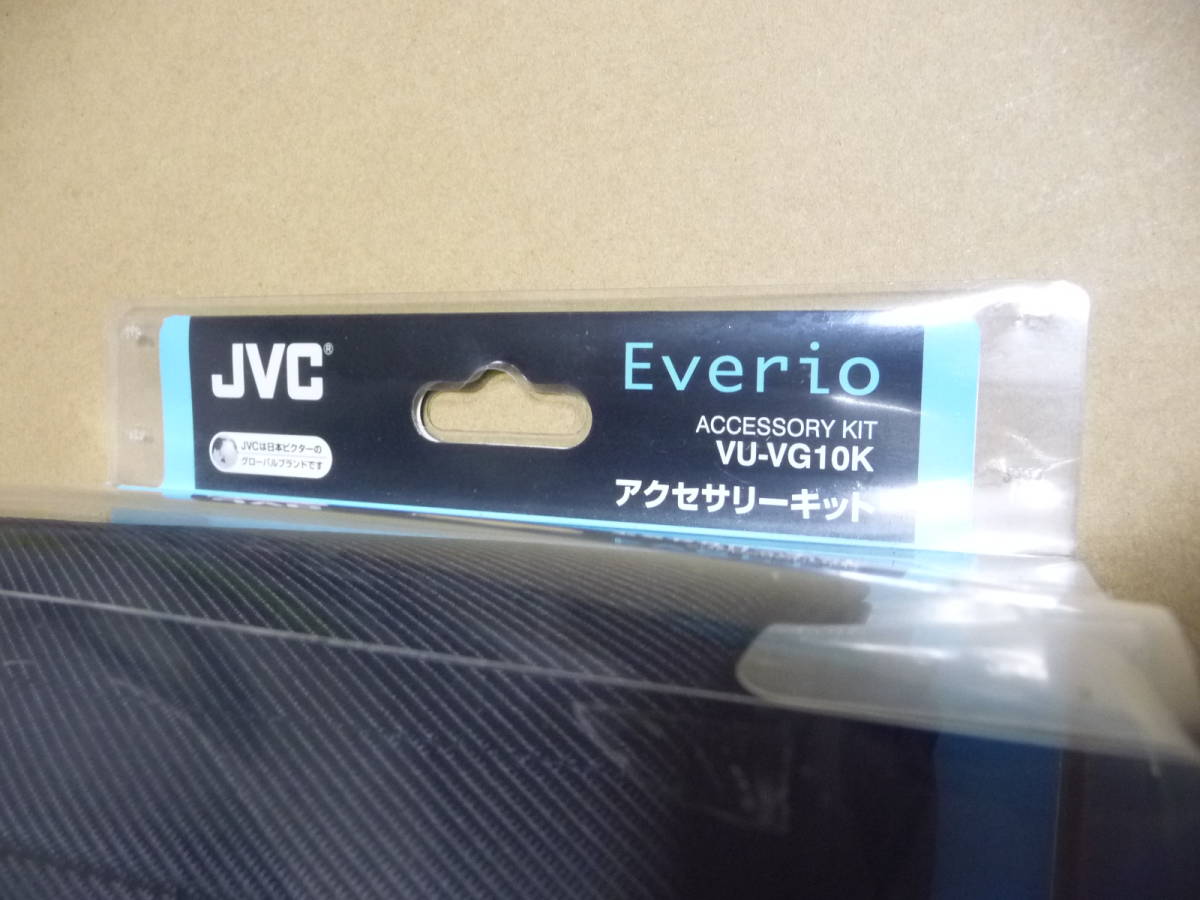 JVC®
JVCは日本ビクターの
グローバルブランドです
Everio
ACCESSORY KIT
VU-VG10K
アクセサリーキット